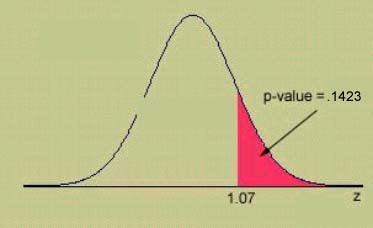 p-value = .1423
1.07
z